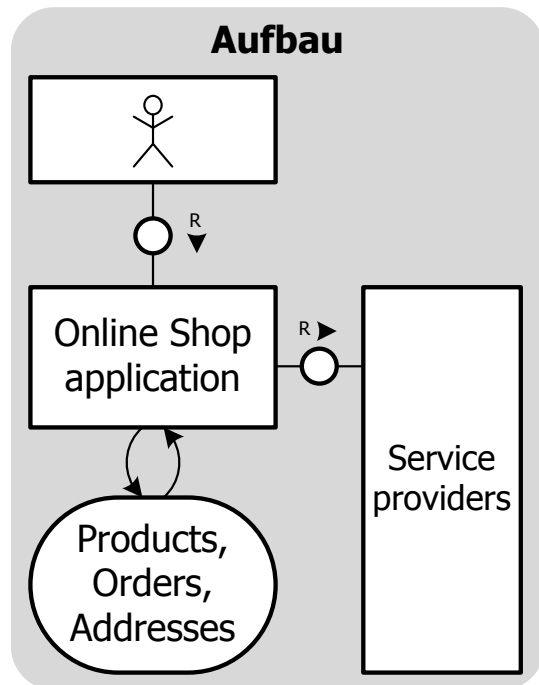 Aufbau
R
Online Shop
application
R
Service
providers
Products,
Orders,
Addresses